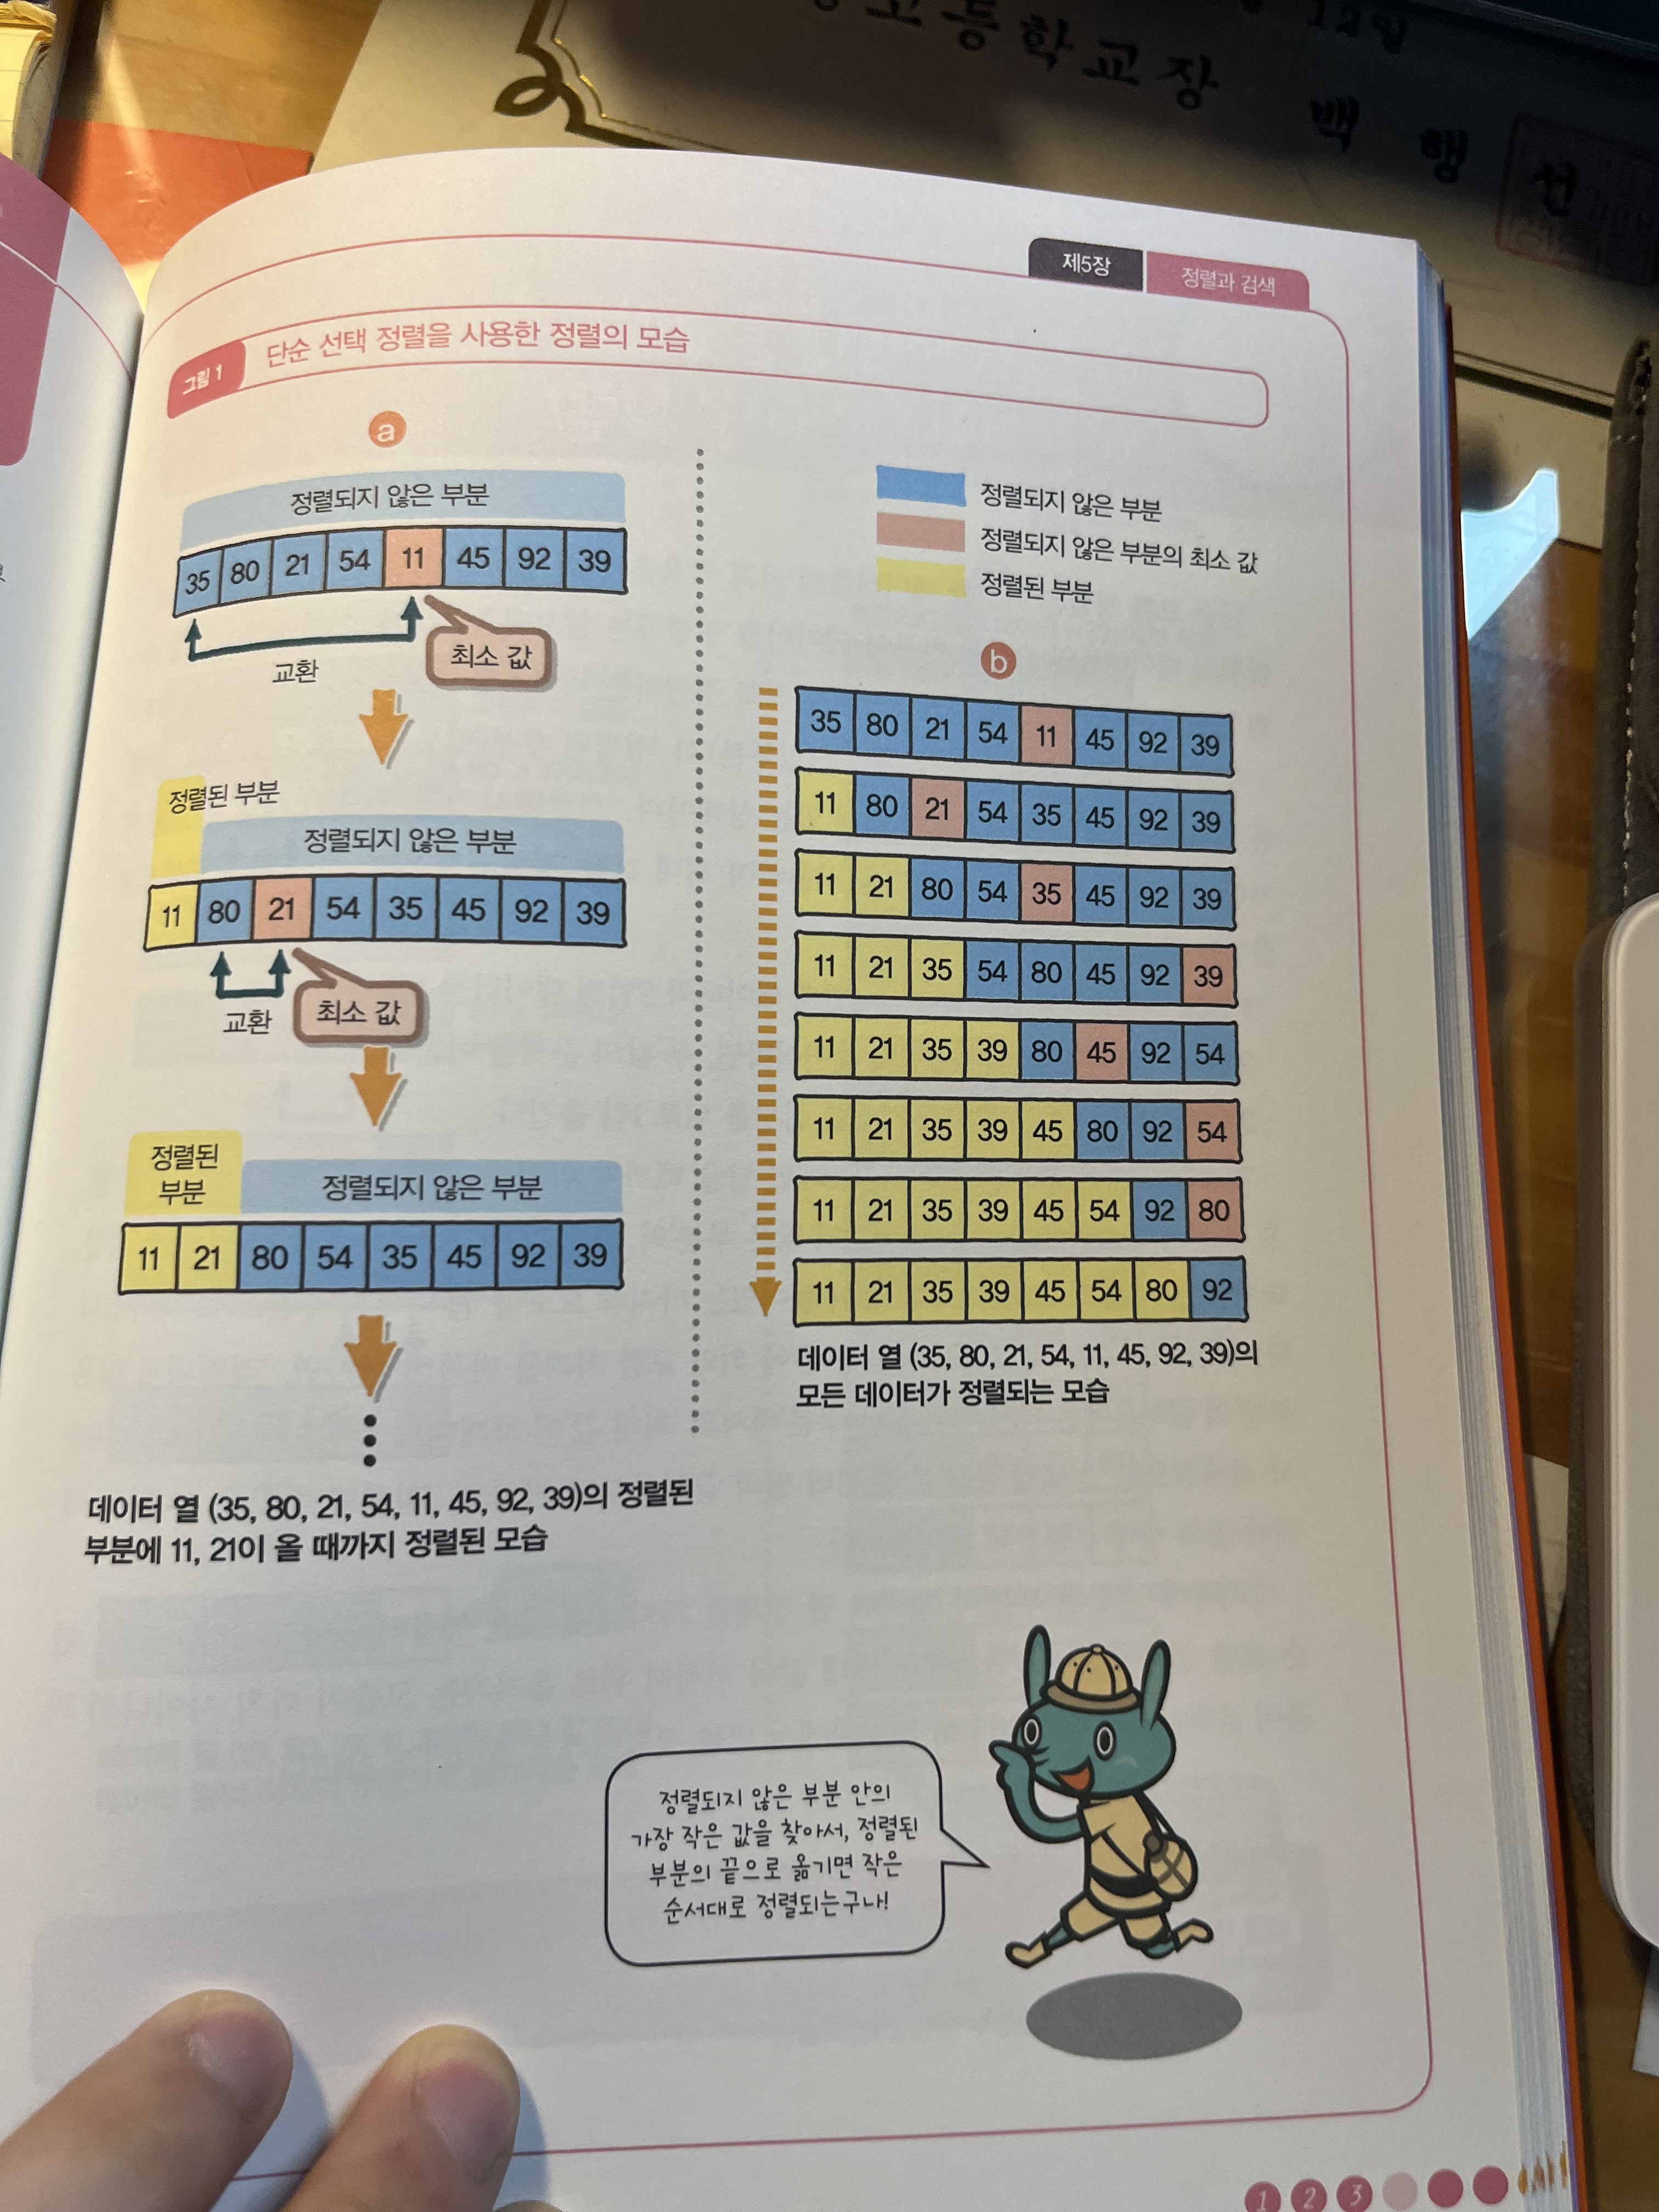 고등학교장 백 행 선
12월
제5장 정렬과 검색
그림 1 단순 선택 정렬을 사용한 정렬의 모습
a
정렬되지 않은 부분
35 80 21 54 11 45 92 39
교환
최소 값
정렬된 부분
정렬되지 않은 부분
11 80 21 54 35 45 92 39
교환
최소 값
정렬된
부분
정렬되지 않은 부분
11 21 80 54 35 45 92 39
데이터 열 (35, 80, 21, 54, 11, 45, 92, 39)의 정렬된
부분에 11, 21이 올 때까지 정렬된 모습
정렬되지 않은 부분
정렬되지 않은 부분의 최소 값
정렬된 부분
b
35 80 21 54 11 45 92 39
11 80 21 54 35 45 92 39
11 21 80 54 35 45 92 39
11 21 35 54 80 45 92 39
11 21 35 39 80 45 92 54
11 21 35 39 45 80 92 54
11 21 35 39 45 54 92 80
11 21 35 39 45 54 80 92
데이터 열 (35, 80, 21, 54, 11, 45, 92, 39)의
모든 데이터가 정렬되는 모습
정렬되지 않은 부분 안의
가장 작은 값을 찾아서, 정렬된
부분의 끝으로 옮기면 작은
순서대로 정렬되는구나!
1 2 3